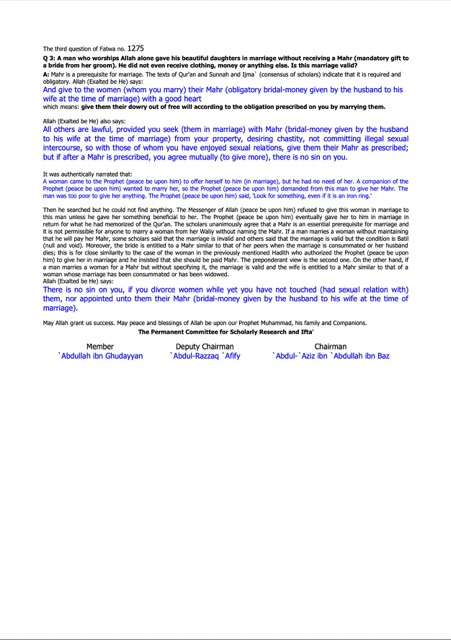 The third question of Fatwa no. 1275
Q 3: A man who worships Allah alone gave his beautiful daughters in marriage without receiving a Mahr (mandatory gift to
a bride from her groom). He did not even receive clothing, money or anything else. Is this marriage valid?
A: Mahr is a prerequisite for marriage. The texts of Qur'an and Sunnah and Ijma` (consensus of scholars) indicate that it is required and
obligatory. Allah (Exalted be He) says:
And give to the women (whom you marry) their Mahr (obligatory bridal-money given by the husband to his
wife at the time of marriage) with a good heart
which means: give them their dowry out of free will according to the obligation prescribed on you by marrying them.
Allah (Exalted be He) also says:
All others are lawful, provided you seek (them in marriage) with Mahr (bridal-money given by the husband
to his wife at the time of marriage) from your property, desiring chastity, not committing illegal sexual
intercourse, so with those of whom you have enjoyed sexual relations, give them their Mahr as prescribed;
but if after a Mahr is prescribed, you agree mutually (to give more), there is no sin on you.
It was authentically narrated that:
A woman came to the Prophet (peace be upon him) to offer herself to him (in marriage), but he had no need of her. A companion of the
Prophet (peace be upon him) wanted to marry her, so the Prophet (peace be upon him) demanded from this man to give her Mahr. The
man was too poor to give her anything. The Prophet (peace be upon him) said, 'Look for something, even if it is an iron ring.'
Then he searched but he could not find anything. The Messenger of Allah (peace be upon him) refused to give this woman in marriage to
this man unless he gave her something beneficial to her. The Prophet (peace be upon him) eventually gave her to him in marriage in
return for what he had memorized of the Qur'an. The scholars unanimously agree that a Mahr is an essential prerequisite for marriage and
it is not permissible for anyone to marry a woman from her Waliy without naming the Mahr. If a man marries a woman without maintaining
that he will pay her Mahr, some scholars said that the marriage is invalid and others said that the marriage is valid but the condition is Batil
(null and void). Moreover, the bride is entitled to a Mahr similar to that of her peers when the marriage is consummated or her husband
dies; this is for close similarity to the case of the woman in the previously mentioned Hadith who authorized the Prophet (peace be upon
him) to give her in marriage and he insisted that she should be paid Mahr. The preponderant view is the second one. On the other hand, if
a man marries a woman for a Mahr but without specifying it, the marriage is valid and the wife is entitled to a Mahr similar to that of a
woman whose marriage has been consummated or has been widowed.
Allah (Exalted be He) says:
There is no sin on you, if you divorce women while yet you have not touched (had sexual relation with)
them, nor appointed unto them their Mahr (bridal-money given by the husband to his wife at the time of
marriage).
May Allah grant us success. May peace and blessings of Allah be upon our Prophet Muhammad, his family and Companions.
The Permanent Committee for Scholarly Research and Ifta'
Member Deputy Chairman Chairman
`Abdullah ibn Ghudayyan `Abdul-Razzaq `Afify `Abdul-`Aziz ibn `Abdullah ibn Baz